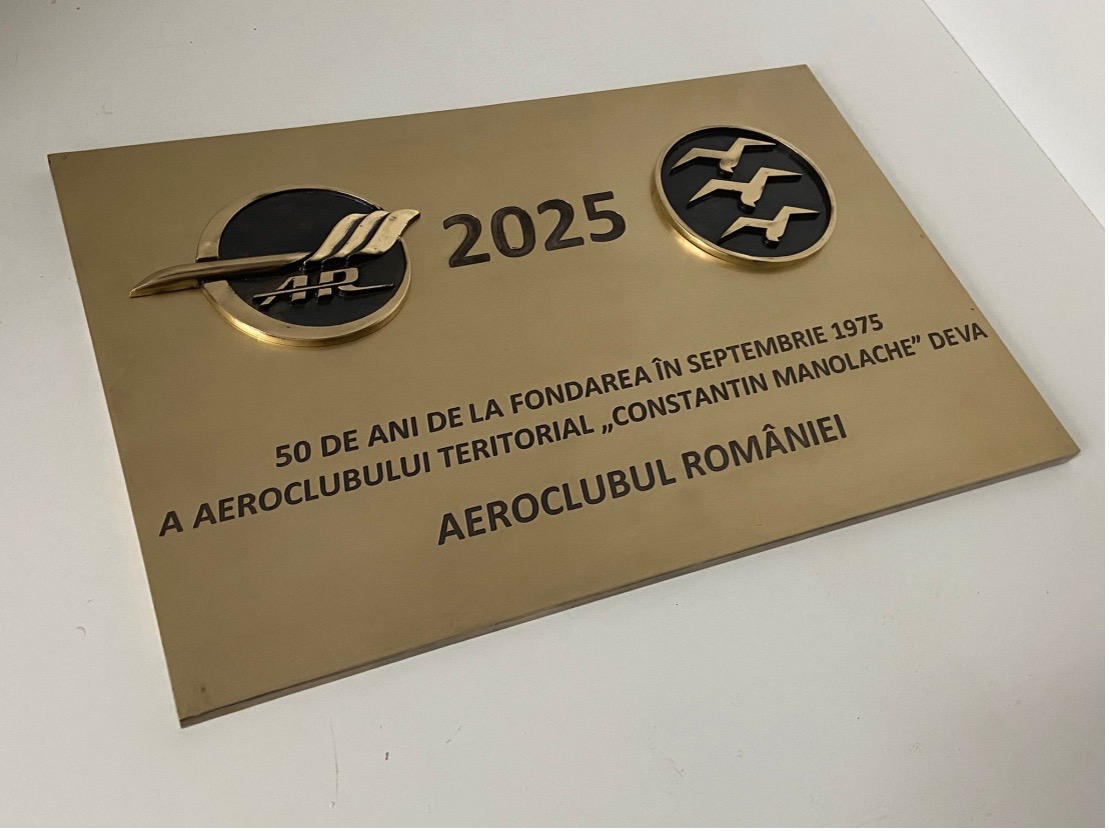 AR
2025
50 DE ANI DE LA FONDAREA ÎN SEPTEMBRIE 1975
A AEROCLUBULUI TERITORIAL „CONSTANTIN MANOLACHE” DEVA
AEROCLUBUL ROMÂNIEI